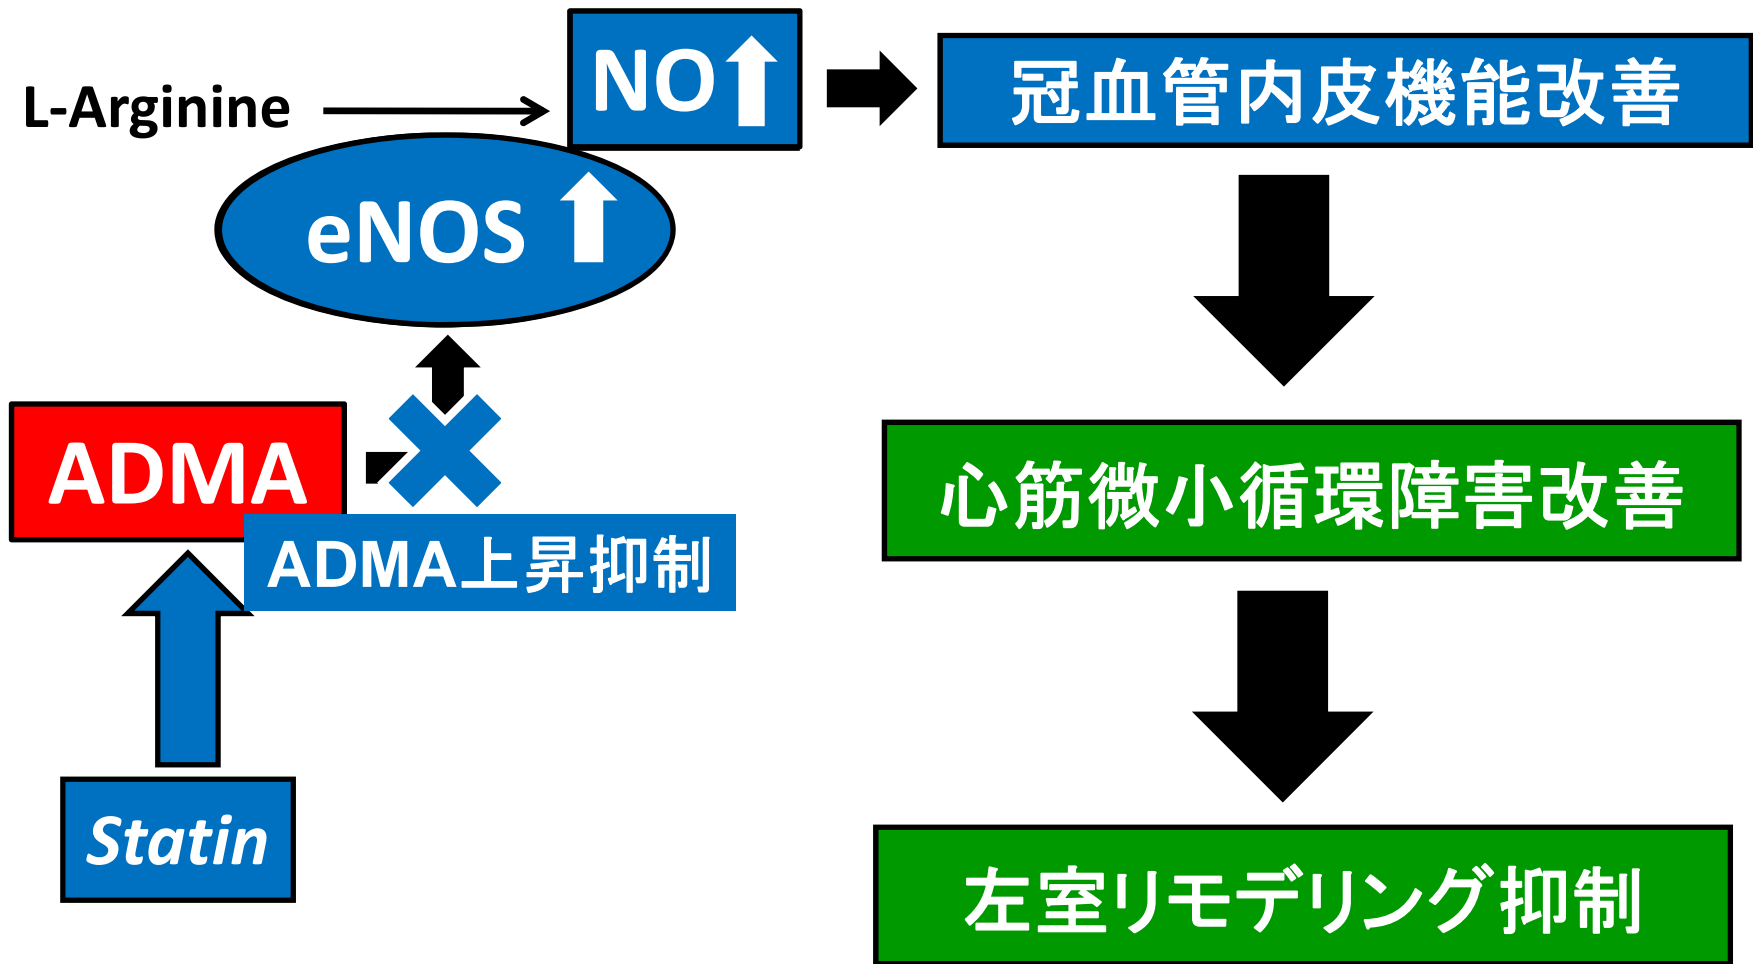 L-Arginine
NO
冠血管内皮機能改善
eNOS
ADMA
ADMA上昇抑制
心筋微小循環障害改善
Statin
左室リモデリング抑制